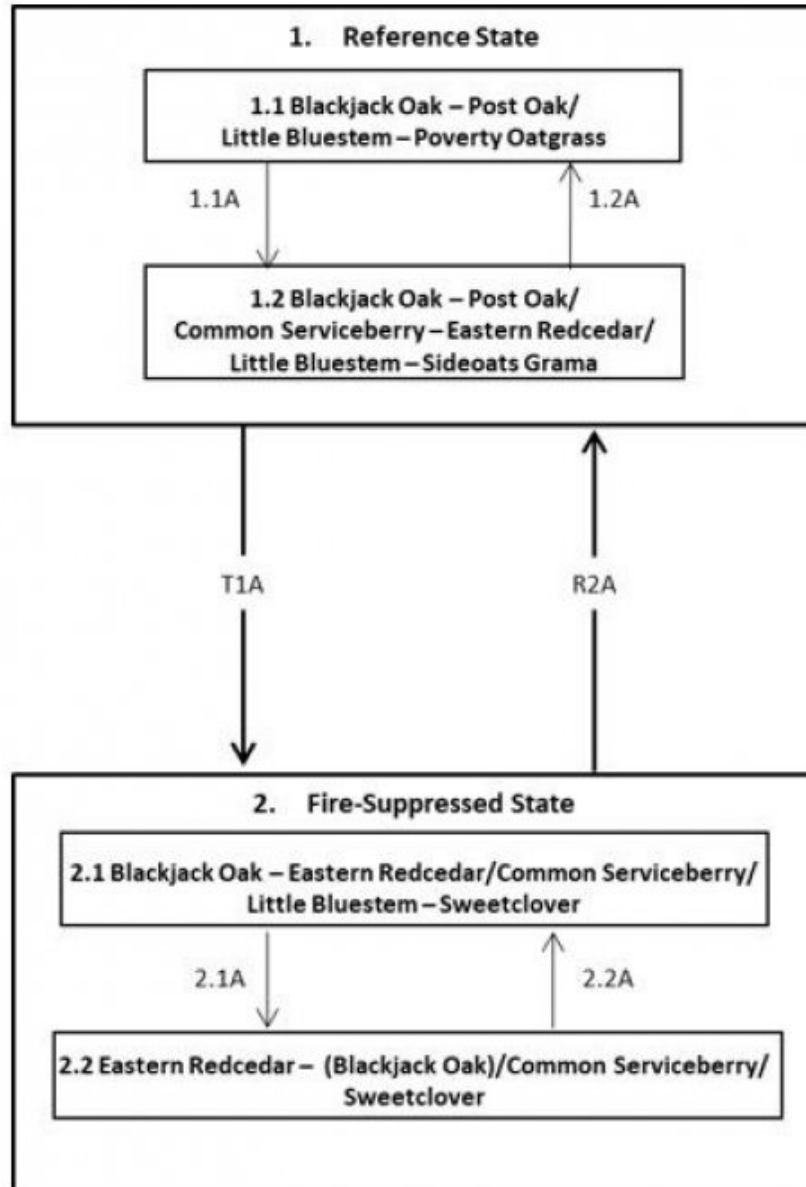 1. Reference State
1.1 Blackjack Oak – Post Oak/
Little Bluestem – Poverty Oatgrass
1.1A
1.2A
1.2 Blackjack Oak – Post Oak/
Common Serviceberry – Eastern Redcedar/
Little Bluestem – Sideoats Grama
T1A
R2A
2. Fire-Suppressed State
2.1 Blackjack Oak – Eastern Redcedar/Common Serviceberry/
Little Bluestem – Sweetclover
2.1A
2.2A
2.2 Eastern Redcedar – (Blackjack Oak)/Common Serviceberry/
Sweetclover